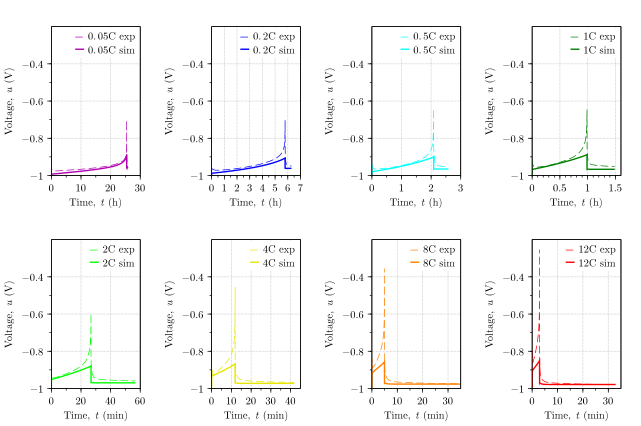 0.05C exp
0.05C sim
−0.4
−0.6
−0.8
−1
Voltage, u (V)
0 10 20 30
Time, t (h)
0.2C exp
0.2C sim
−0.4
−0.6
−0.8
−1
Voltage, u (V)
0 1 2 3 4 5 6 7
Time, t (h)
0.5C exp
0.5C sim
−0.4
−0.6
−0.8
−1
Voltage, u (V)
0 1 2 3
Time, t (h)
1C exp
1C sim
−0.4
−0.6
−0.8
−1
Voltage, u (V)
0 0.5 1.0 1.5
Time, t (h)
2C exp
2C sim
−0.4
−0.6
−0.8
−1
Voltage, u (V)
0 20 40 60
Time, t (min)
4C exp
4C sim
−0.4
−0.6
−0.8
−1
Voltage, u (V)
0 10 20 30 40
Time, t (min)
8C exp
8C sim
−0.4
−0.6
−0.8
−1
Voltage, u (V)
0 10 20 30
Time, t (min)
12C exp
12C sim
−0.4
−0.6
−0.8
−1
Voltage, u (V)
0 10 20 30
Time, t (min)